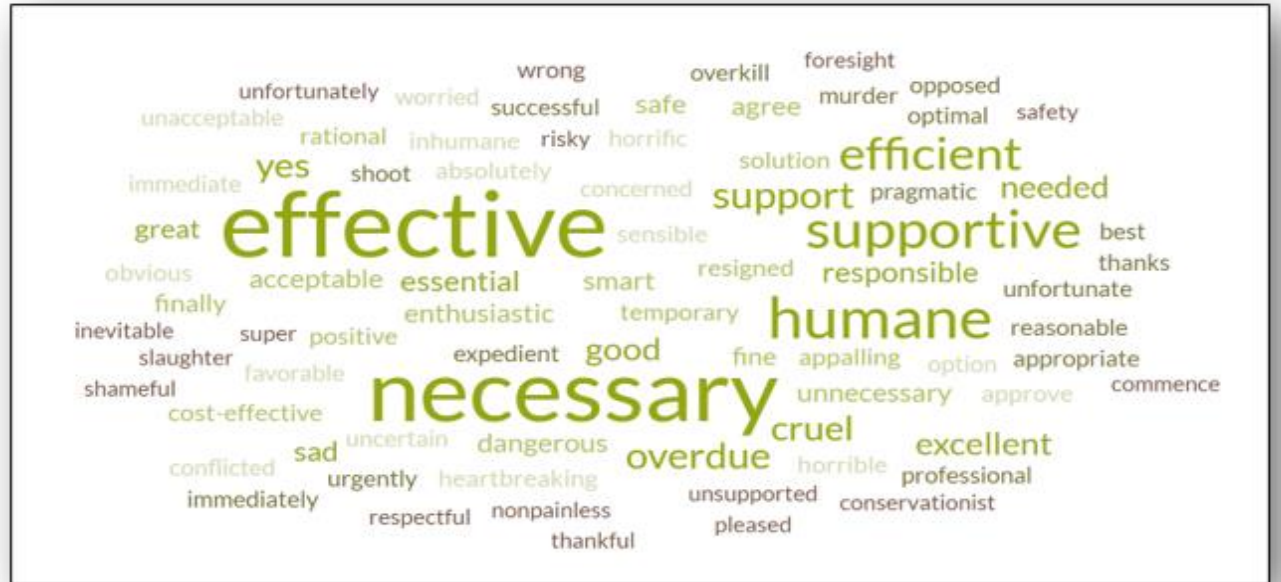 foresight
wrong overkill
unfortunately worried successful safe agree murder opposed
unacceptable optimal safety
rational inhumane risky horrific
yes shoot absolutely solution efficient
immediate concerned support pragmatic needed
great effective sensible supportive best
obvious acceptable essential smart resigned responsible thanks
finally enthusiastic temporary unfortunate
inevitable super positive humane reasonable
slaughter expedient good fine appalling option appropriate
shameful favorable necessary unnecessary approve commence
cost-effective cruel
sad uncertain dangerous overdue excellent
conflicted urgently heartbreaking horrible professional
immediately unsupported conservationist
respectful nonpainless pleased
thankful